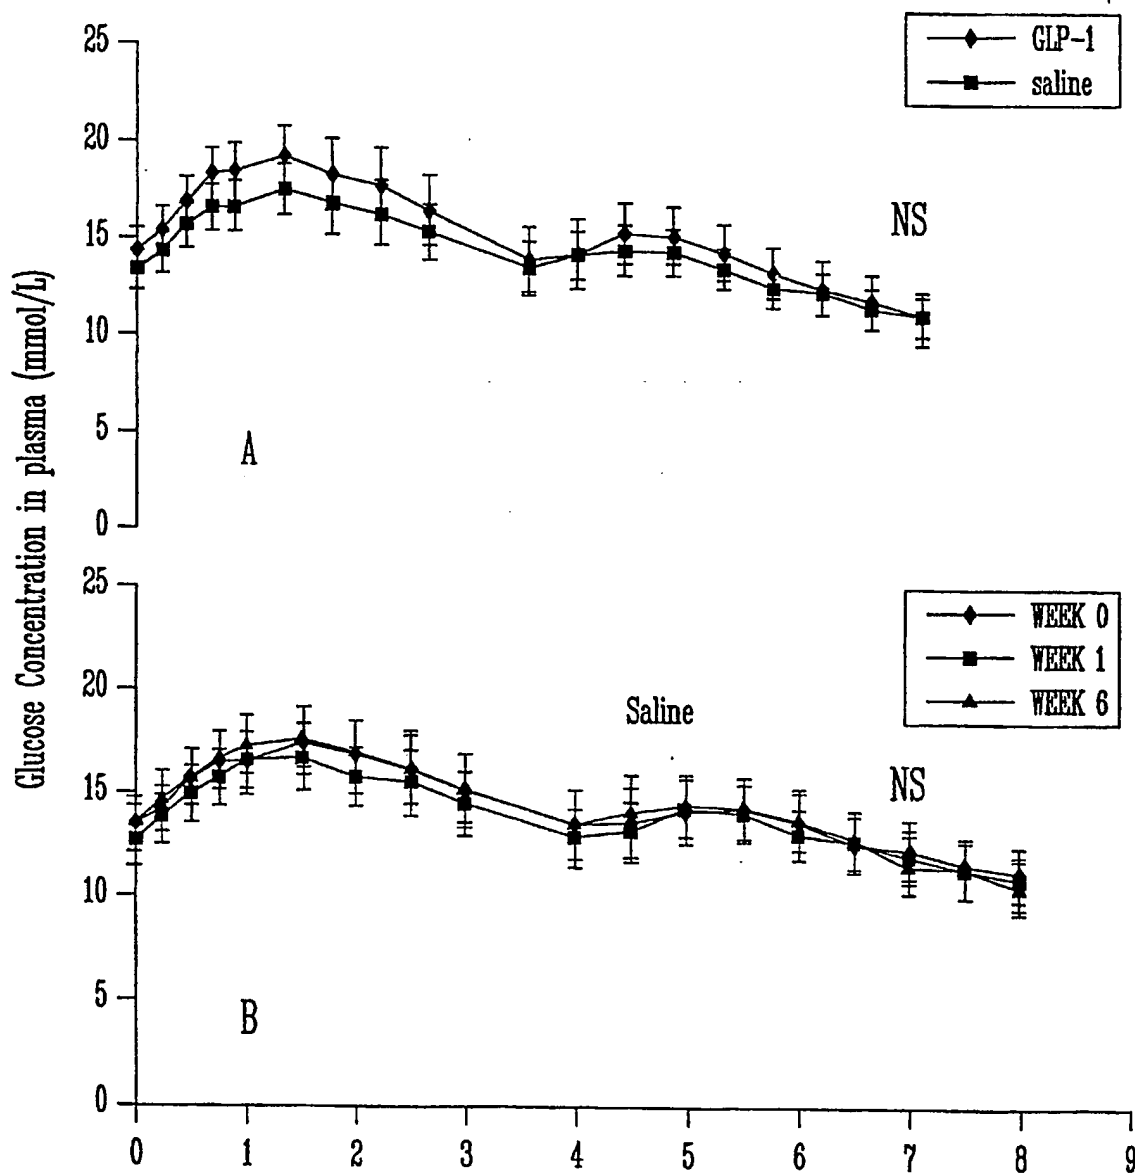 Glucose Concentration in plasma (mmol/L)
25
20
15
10
5
0
GLP-1
saline
NS
A
25
20
15
10
5
0
WEEK 0
WEEK 1
WEEK 6
Saline
NS
B
0 1 2 3 4 5 6 7 8 9